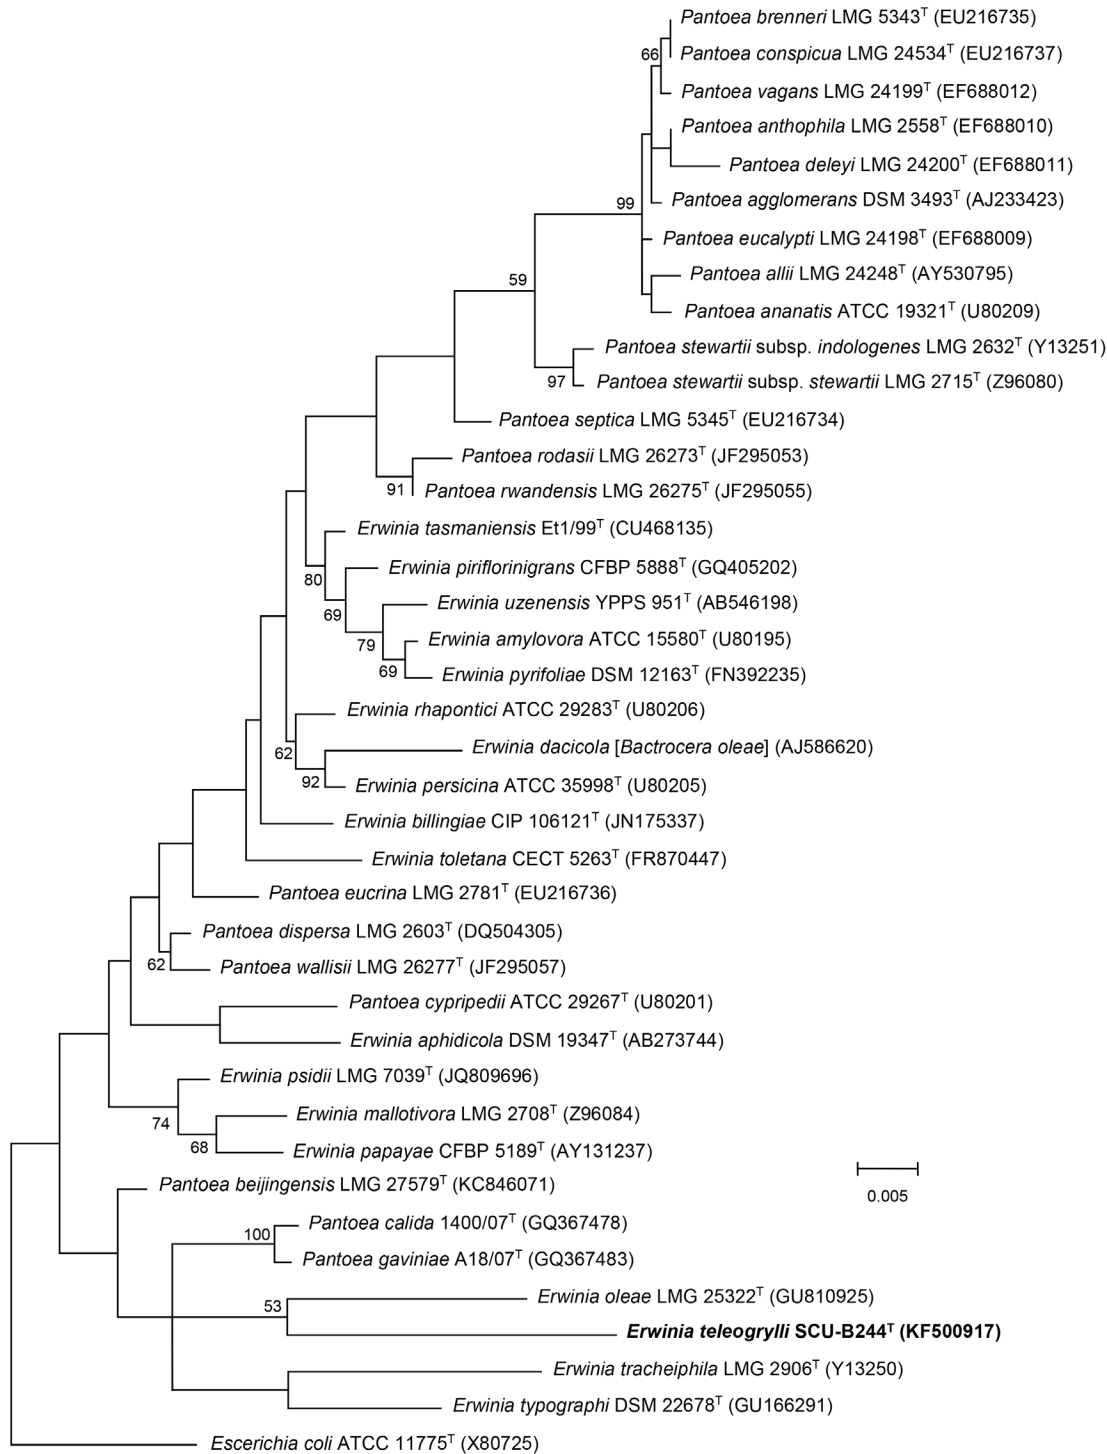 Pantoea brenneri LMG 5343ᵀ (EU216735)
66
Pantoea conspicua LMG 24534ᵀ (EU216737)
Pantoea vagans LMG 24199ᵀ (EF688012)
Pantoea anthophila LMG 2558ᵀ (EF688010)
Pantoea deleyi LMG 24200ᵀ (EF688011)
99
Pantoea agglomerans DSM 3493ᵀ (AJ233423)
Pantoea eucalypti LMG 24198ᵀ (EF688009)
59
Pantoea allii LMG 24248ᵀ (AY530795)
Pantoea ananatis ATCC 19321ᵀ (U80209)
Pantoea stewartii subsp. indologenes LMG 2632ᵀ (Y13251)
97
Pantoea stewartii subsp. stewartii LMG 2715ᵀ (Z96080)
Pantoea septica LMG 5345ᵀ (EU216734)
Pantoea rodasii LMG 26273ᵀ (JF295053)
91
Pantoea rwandensis LMG 26275ᵀ (JF295055)
Erwinia tasmaniensis Et1/99ᵀ (CU468135)
80
Erwinia piriflorinigrans CFBP 5888ᵀ (GQ405202)
69
Erwinia uzenensis YPPS 951ᵀ (AB546198)
79
Erwinia amylovora ATCC 15580ᵀ (U80195)
69
Erwinia pyrifoliae DSM 12163ᵀ (FN392235)
Erwinia rhapontici ATCC 29283ᵀ (U80206)
62
Erwinia dacicola [Bactrocera oleae] (AJ586620)
92
Erwinia persicina ATCC 35998ᵀ (U80205)
Erwinia billingiae CIP 106121ᵀ (JN175337)
Erwinia toletana CECT 5263ᵀ (FR870447)
Pantoea eucrina LMG 2781ᵀ (EU216736)
Pantoea dispersa LMG 2603ᵀ (DQ504305)
62
Pantoea wallisii LMG 26277ᵀ (JF295057)
Pantoea cypripedii ATCC 29267ᵀ (U80201)
Erwinia aphidicola DSM 19347ᵀ (AB273744)
Erwinia psidii LMG 7039ᵀ (JQ809696)
74
Erwinia mallotivora LMG 2708ᵀ (Z96084)
68
Erwinia papayae CFBP 5189ᵀ (AY131237)
Pantoea beijingensis LMG 27579ᵀ (KC846071)
0.005
Pantoea calida 1400/07ᵀ (GQ367478)
100
Pantoea gaviniae A18/07ᵀ (GQ367483)
Erwinia oleae LMG 25322ᵀ (GU810925)
53
Erwinia teleogrylli SCU-B244ᵀ (KF500917)
Erwinia tracheiphila LMG 2906ᵀ (Y13250)
Erwinia typographi DSM 22678ᵀ (GU166291)
Escerichia coli ATCC 11775ᵀ (X80725)